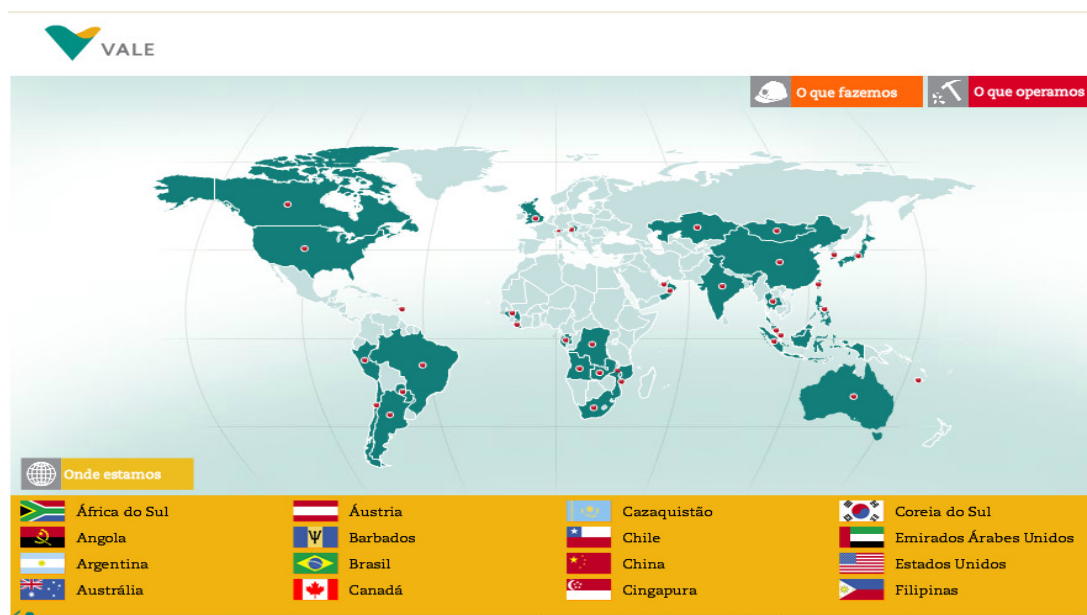 VALE
O que fazemos
O que operamos
Onde estamos
África do Sul
Angola
Argentina
Austrália
Áustria
Barbados
Brasil
Canadá
Cazaquistão
Chile
China
Cingapura
Coreia do Sul
Emirados Árabes Unidos
Estados Unidos
Filipinas